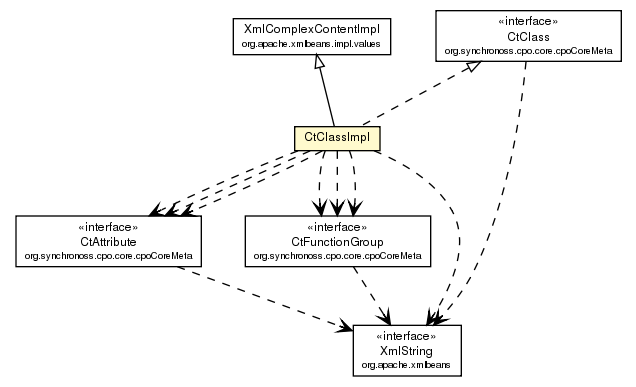 XmlComplexContentImpl
org.apache.xmlbeans.impl.values
«interface»
CtClass
org.synchronoss.cpo.core.cpoCoreMeta
CtClassImpl
«interface»
CtAttribute
org.synchronoss.cpo.core.cpoCoreMeta
«interface»
CtFunctionGroup
org.synchronoss.cpo.core.cpoCoreMeta
«interface»
XmlString
org.apache.xmlbeans